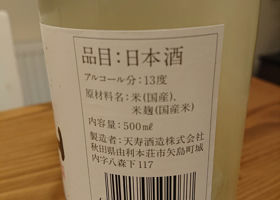 品目:日本酒
アルコール分:13度
原材料名:米(国産)、
米麹(国産米)
内容量:500㎖
製造者:天寿酒造株式会社
秋田県由利本荘市矢島町城
内字八森下117